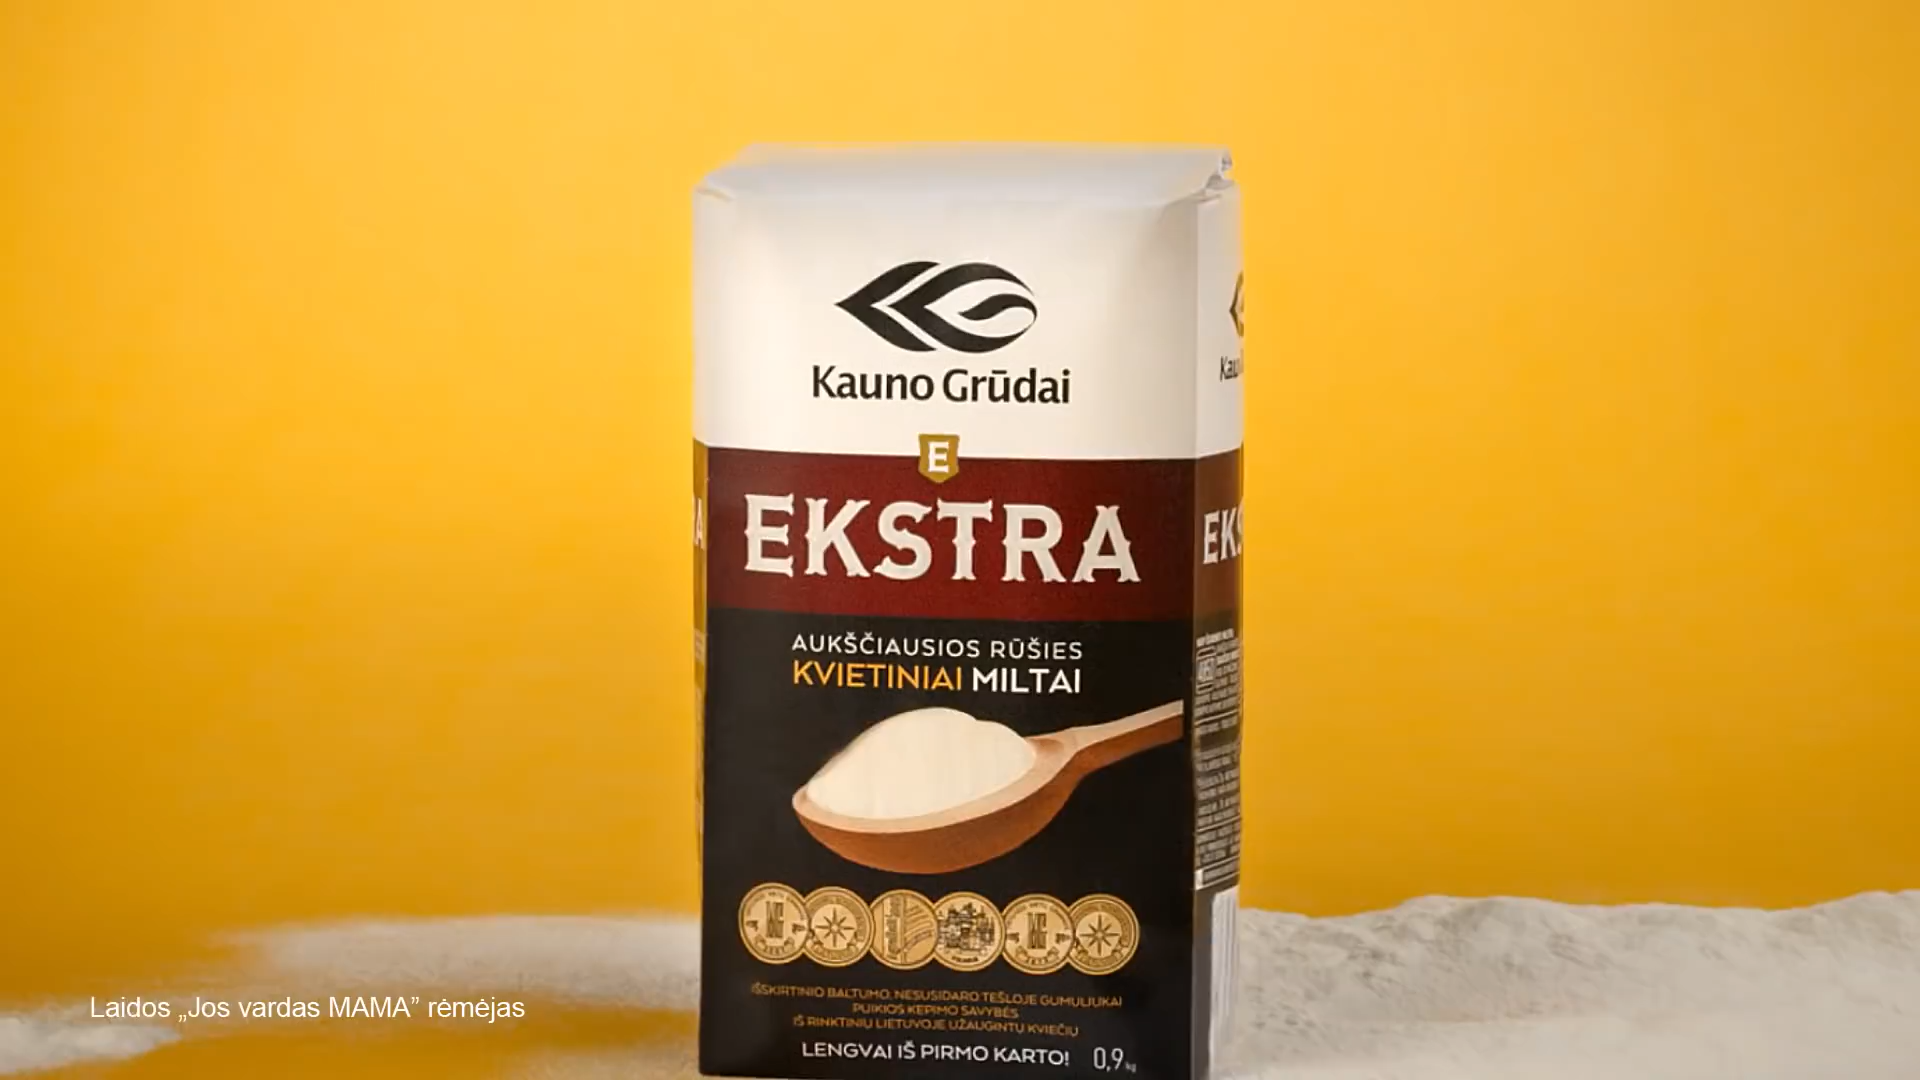 Kauno Grūdai
E
EKSTRA
AUKŠČIAUSIOS RŪŠIES
KVIETINIAI MILTAI
IŠSKIRTINIO BALTUMO, NESUSIDARO TEŠLOJE GUMULIUKAI
PUIKIOS KEPIMO SAVYBĖS
IŠ RINKTINIŲ LIETUVOJE UŽAUGINTŲ KVIEČIŲ
LENGVAI IŠ PIRMO KARTO! 0,9 kg
Laidos „Jos vardas MAMA” rėmėjas